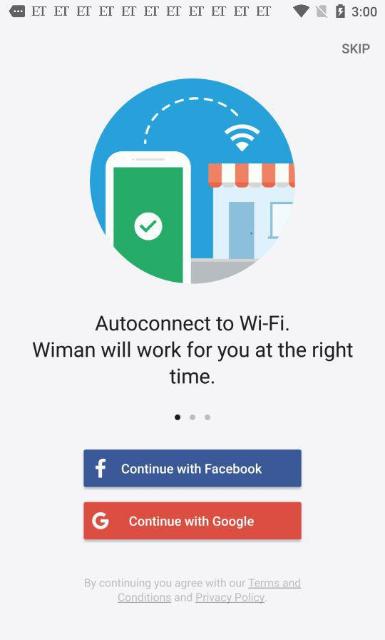 ET ET ET ET ET ET ET ET ET ET ET 3:00
SKIP
Autoconnect to Wi-Fi.
Wiman will work for you at the right
time.
f Continue with Facebook
G Continue with Google
By continuing you agree with our Terms and
Conditions and Privacy Policy.